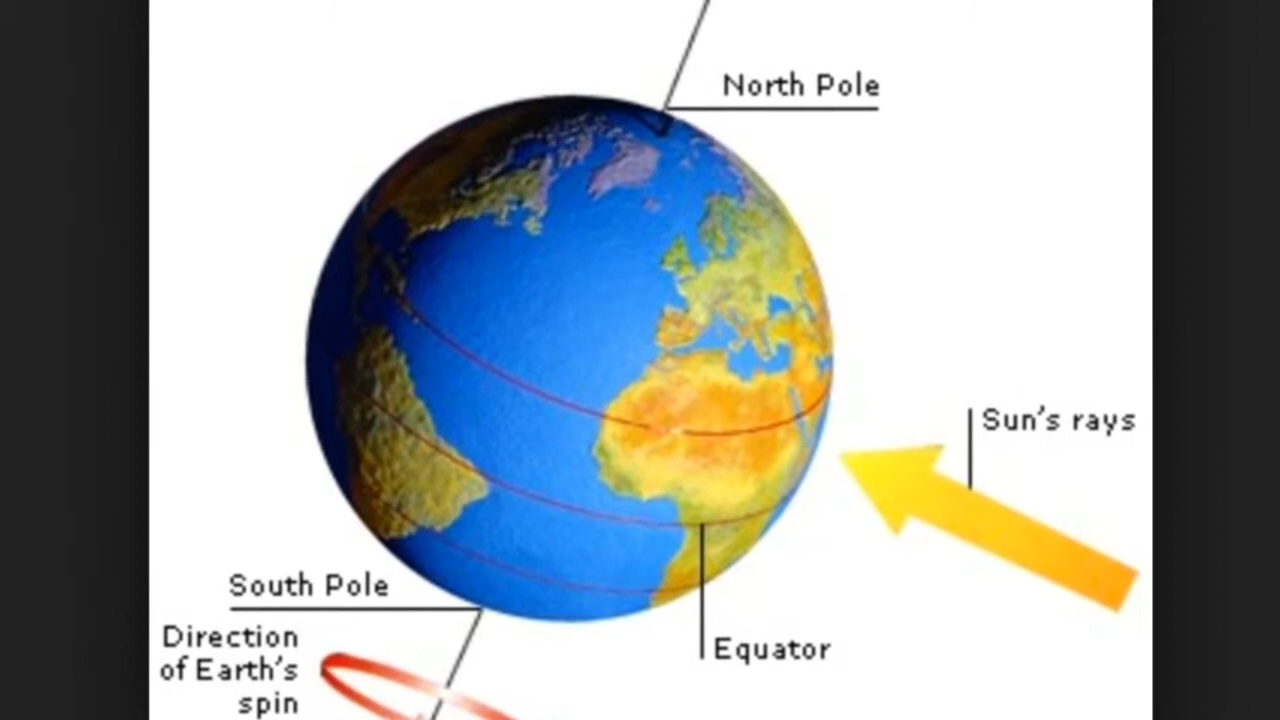 North Pole
Sun's rays
South Pole
Direction
of Earth's
spin
Equator